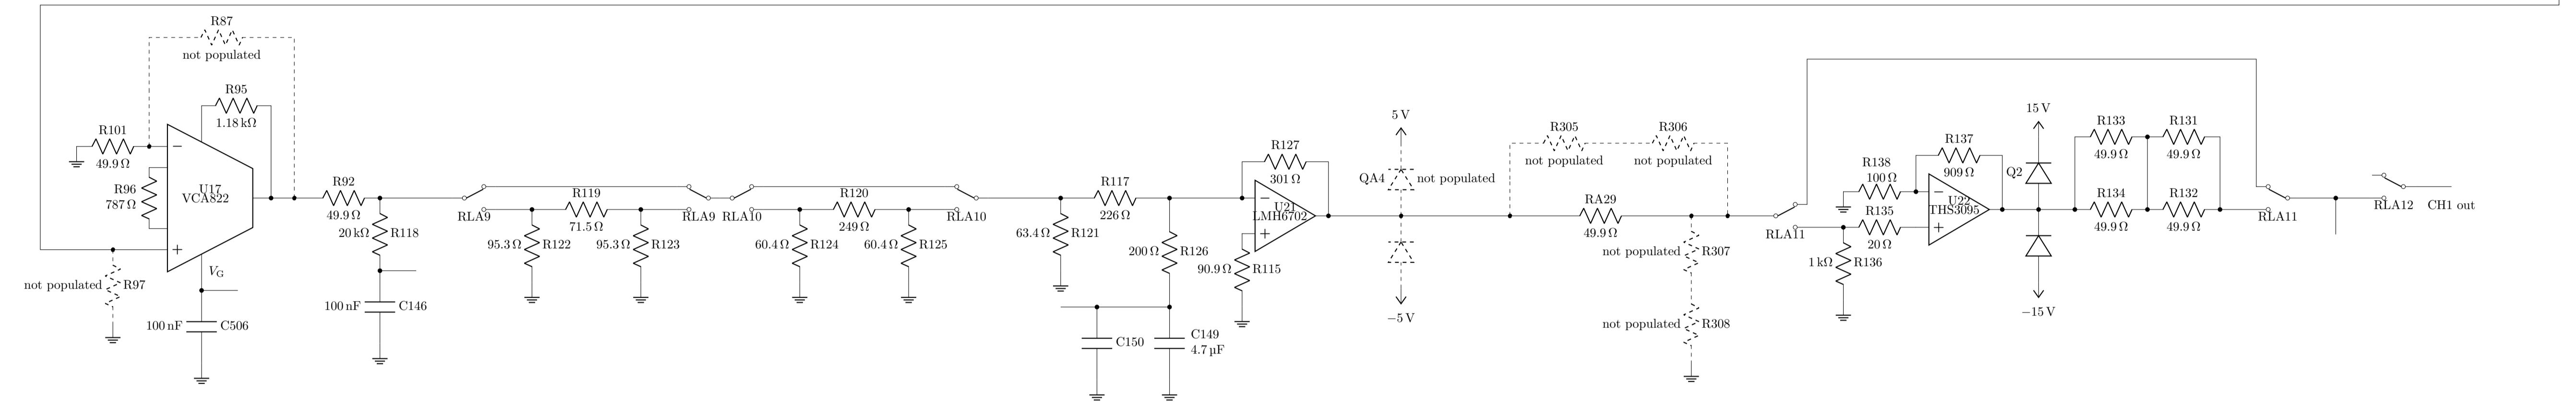 R87
not populated
R95
1.18 kΩ
R101
49.9 Ω
R96
787 Ω
U17
VCA822
R92
49.9 Ω
20 kΩ R118
V_G
not populated R97
100 nF C506
100 nF C146
RLA9
R119
71.5 Ω
RLA9
95.3 Ω R122
95.3 Ω R123
RLA10
R120
249 Ω
RLA10
60.4 Ω R124
60.4 Ω R125
63.4 Ω R121
R117
226 Ω
200 Ω R126
C150
C149
4.7 µF
90.9 Ω R115
R127
301 Ω
U21
LMH6702
5 V
QA4 not populated
−5 V
R305
not populated
R306
not populated
RA29
49.9 Ω
not populated R307
not populated R308
RLA11
R138
100 Ω
R135
20 Ω
1 kΩ R136
R137
909 Ω
U22
THS3095
15 V
Q2
−15 V
R133
49.9 Ω
R131
49.9 Ω
R134
49.9 Ω
R132
49.9 Ω
RLA11
RLA12 CH1 out